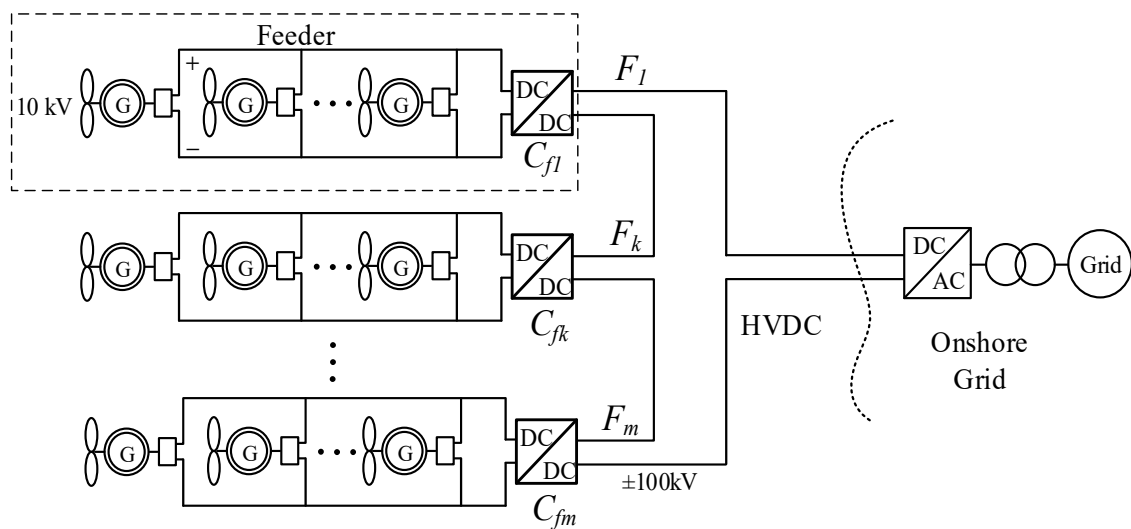 Feeder
10 kV
G
+
−
G
G
DC
DC
C_{f1}
F_1
G
G
G
DC
DC
C_{fk}
F_k
G
G
G
DC
DC
C_{fm}
F_m
±100kV
HVDC
DC
AC
Grid
Onshore
Grid